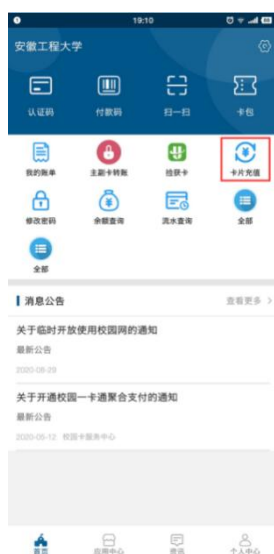 19:10
安徽工程大学
认证码
付款码
扫一扫
卡包
我的账单
主副卡转账
捡获卡
卡片充值
修改密码
余额查询
流水查询
全部
全部
消息公告
查看更多 >
关于临时开放使用校园网的通知
最新公告
2020-08-29
关于开通校园一卡通聚合支付的通知
最新公告
2020-05-12 校园卡服务中心
首页
应用中心
资讯
个人中心